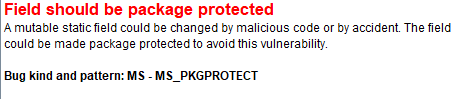 Field should be package protected
A mutable static field could be changed by malicious code or by accident. The field
could be made package protected to avoid this vulnerability.
Bug kind and pattern: MS - MS_PKGPROTECT